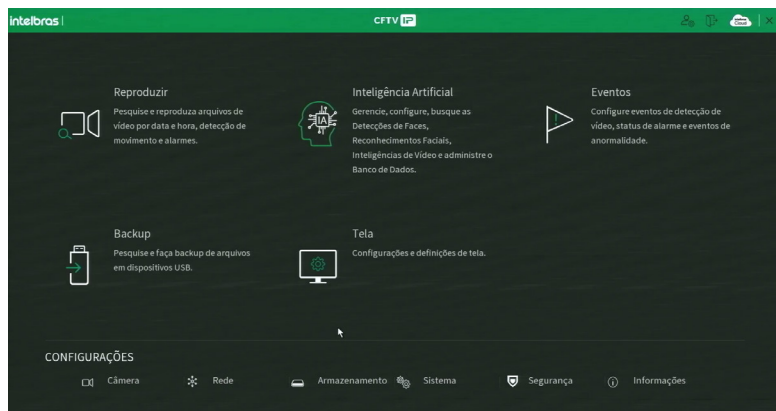 intelbras
CFTV IP
intelbras
Cloud
Reproduzir
Pesquise e reproduza arquivos de
vídeo por data e hora, detecção de
movimento e alarmes.
Inteligência Artificial
IA
Gerencie, configure, busque as
Detecções de Faces,
Reconhecimentos Faciais,
Inteligências de Vídeo e administre o
Banco de Dados.
Eventos
Configure eventos de detecção de
vídeo, status de alarme e eventos de
anormalidade.
Backup
Pesquise e faça backup de arquivos
em dispositivos USB.
Tela
Configurações e definições de tela.
CONFIGURAÇÕES
Câmera Rede Armazenamento Sistema Segurança Informações